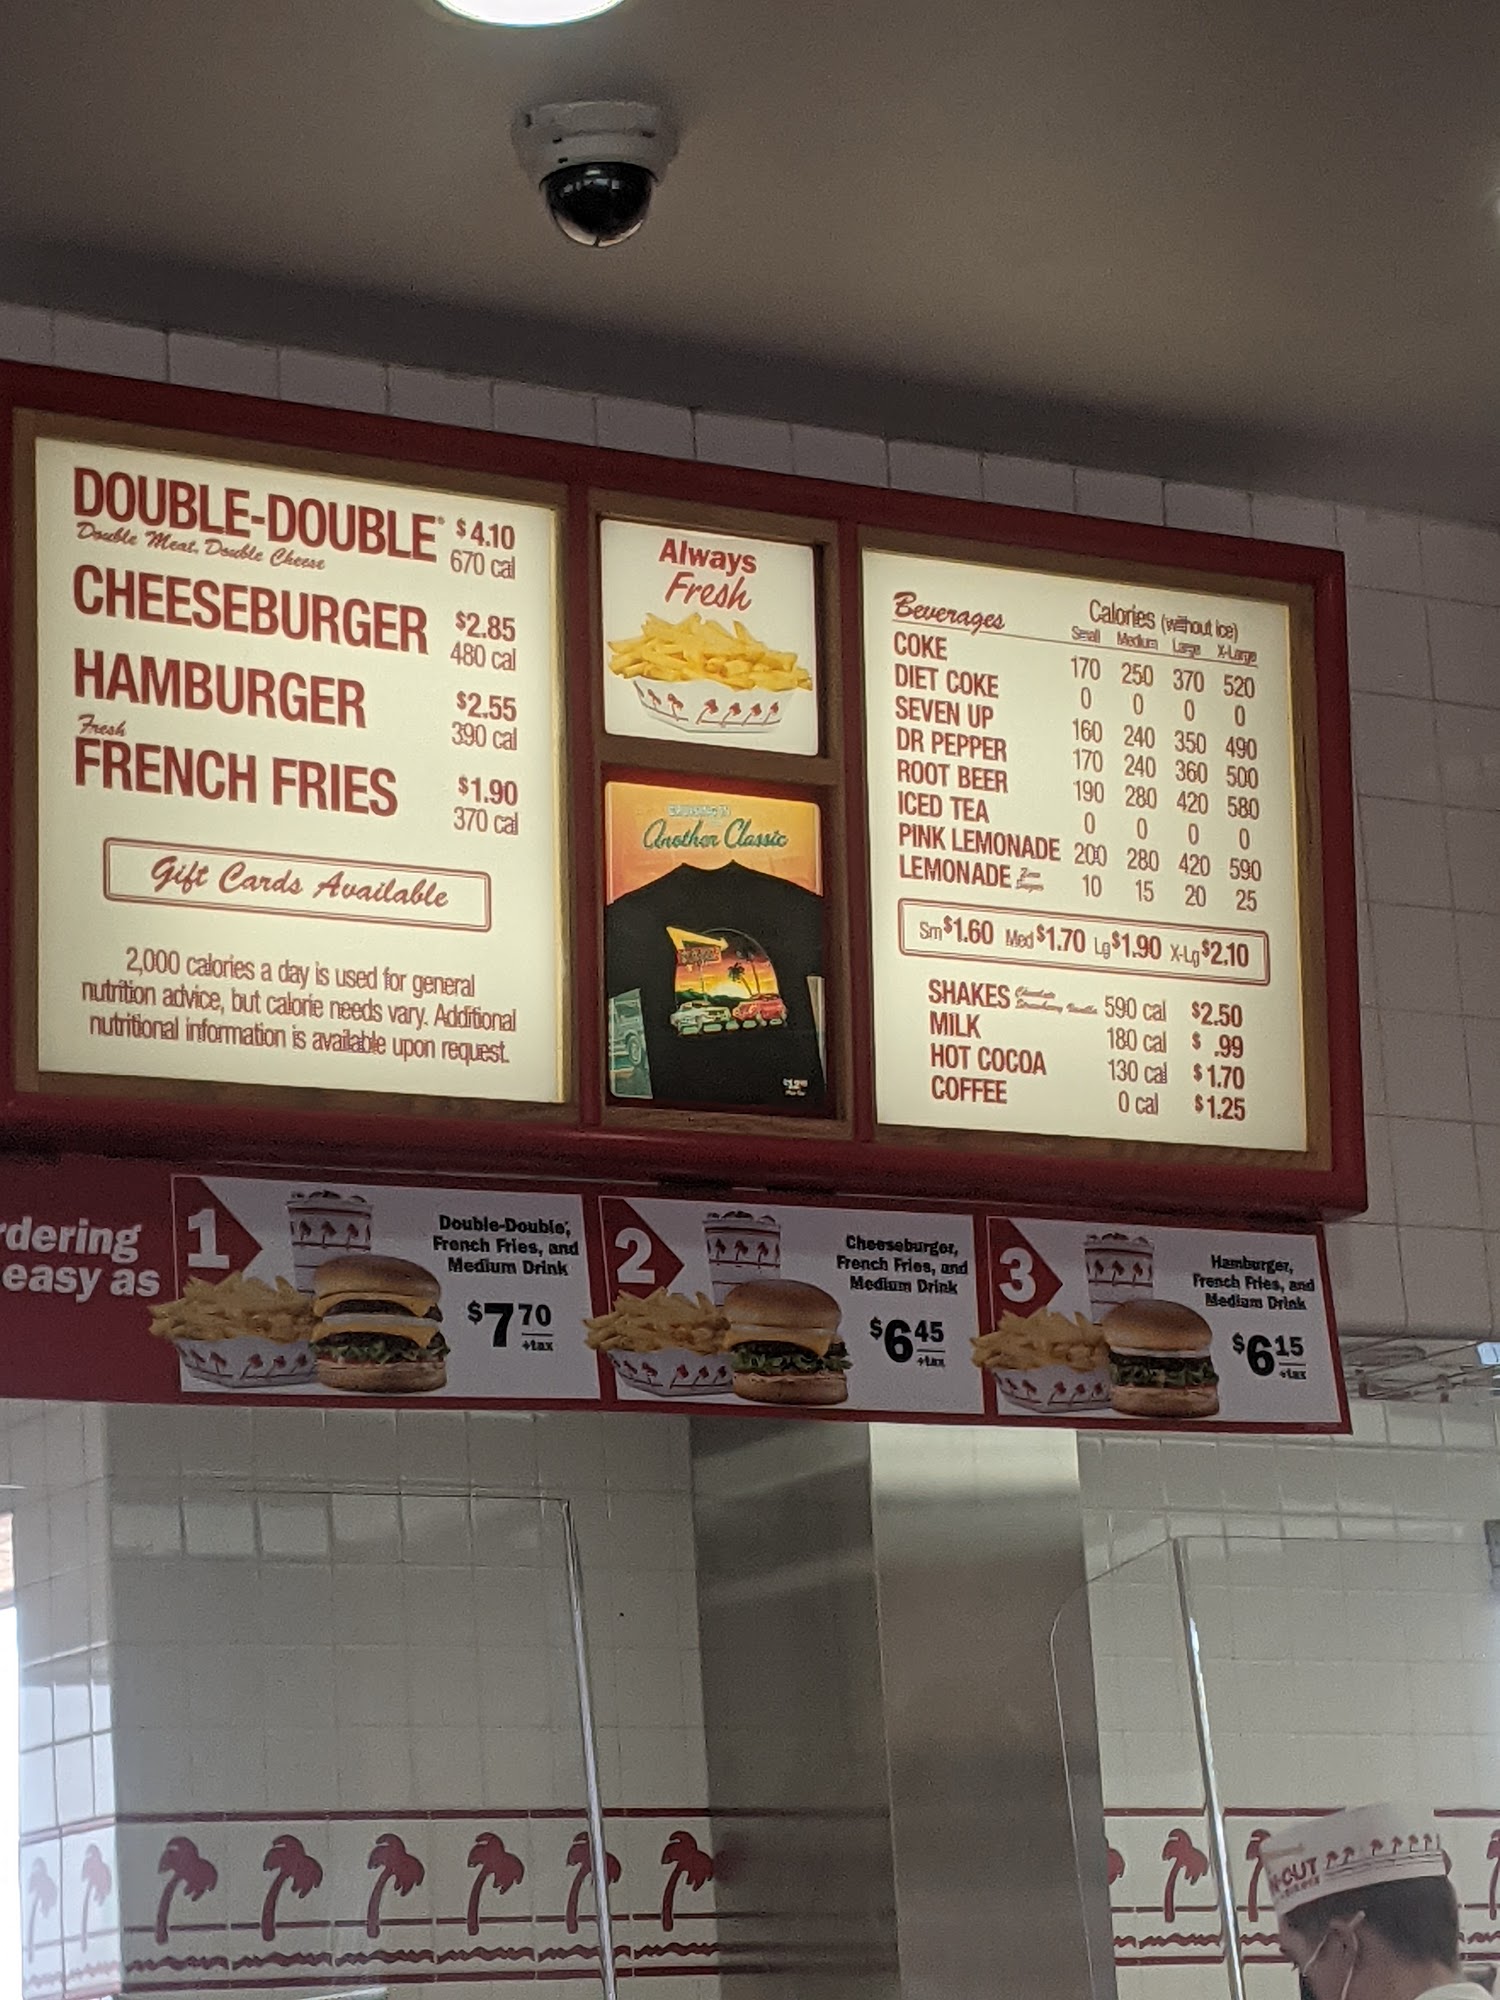 DOUBLE-DOUBLE® $4.10
Double Meat, Double Cheese 670 cal
CHEESEBURGER $2.85
480 cal
HAMBURGER $2.55
390 cal
Fresh
FRENCH FRIES $1.90
370 cal
Gift Cards Available
2,000 calories a day is used for general
nutrition advice, but calorie needs vary. Additional
nutritional information is available upon request.
Always
Fresh
Another Classic
Beverages Calories (without ice)
Small Medium Large X-Large
COKE 170 250 370 520
DIET COKE 0 0 0 0
SEVEN UP 160 240 350 490
DR PEPPER 170 240 360 500
ROOT BEER 190 280 420 580
ICED TEA 0 0 0 0
PINK LEMONADE 200 280 420 590
LEMONADE 10 15 20 25
Sm $1.60 Med $1.70 Lg $1.90 X-Lg $2.10
SHAKES Chocolate Strawberry Vanilla 590 cal $2.50
MILK 180 cal $ .99
HOT COCOA 130 cal $1.70
COFFEE 0 cal $1.25
rdering
easy as
1
Double-Double®,
French Fries, and
Medium Drink
$7 70
+tax
2
Cheeseburger,
French Fries, and
Medium Drink
$6 45
+tax
3
Hamburger,
French Fries, and
Medium Drink
$6 15
+tax
N-OUT